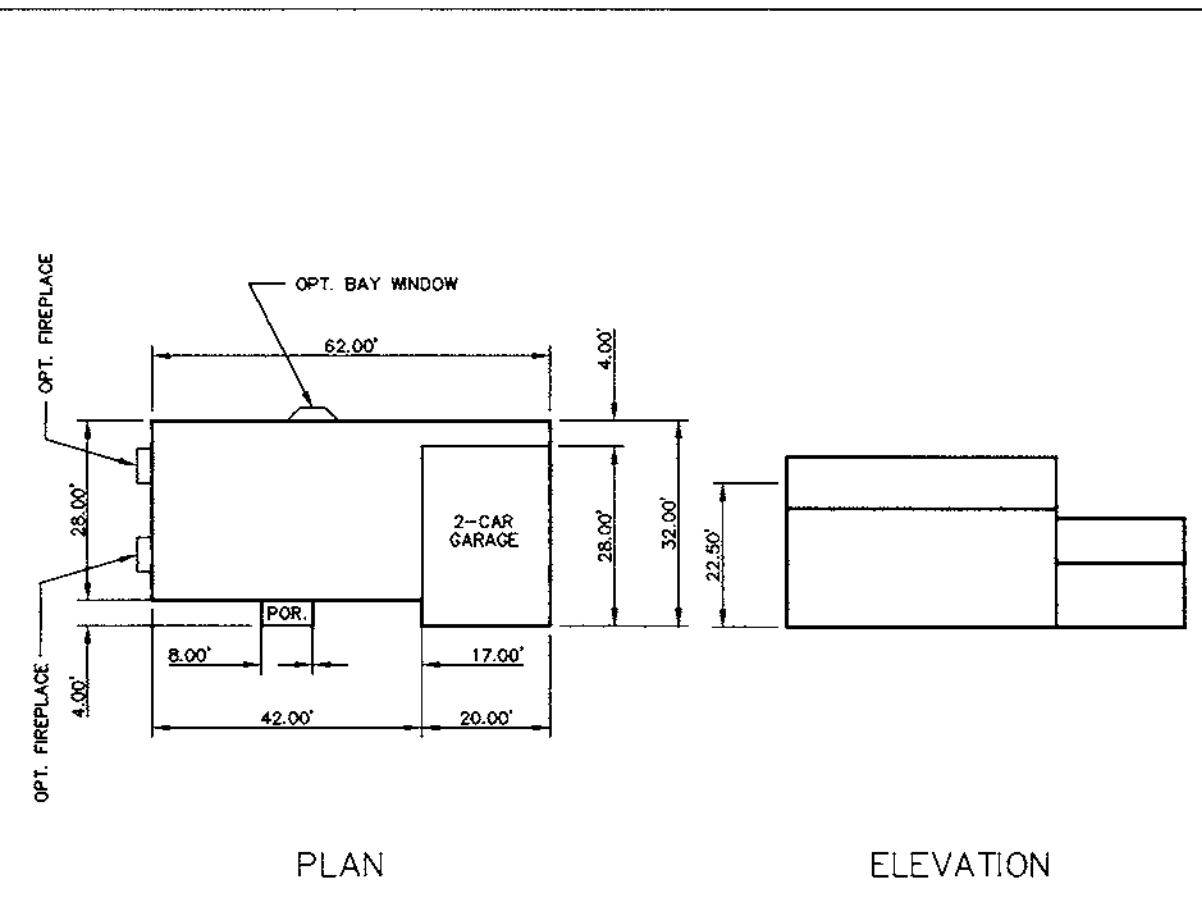 OPT. FIREPLACE
OPT. BAY WINDOW
62.00'
4.00'
28.00'
2-CAR
GARAGE
28.00'
32.00'
22.50'
POR.
8.00'
17.00'
4.00'
OPT. FIREPLACE
42.00'
20.00'
PLAN
ELEVATION